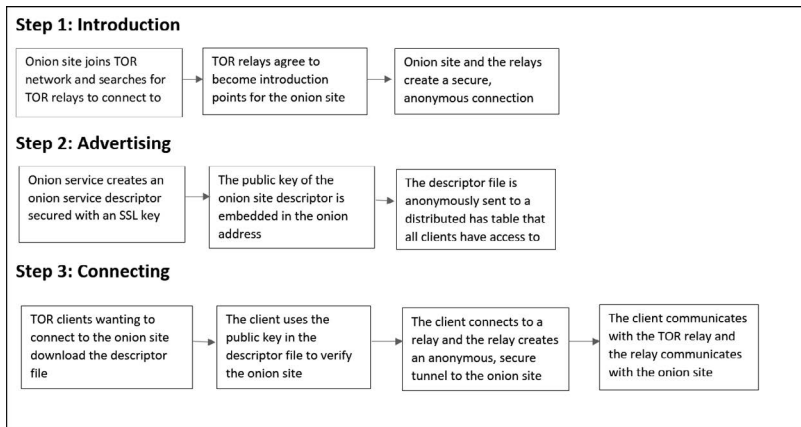 Step 1: Introduction
Onion site joins TOR
network and searches for
TOR relays to connect to
TOR relays agree to
become introduction
points for the onion site
Onion site and the relays
create a secure,
anonymous connection
Step 2: Advertising
Onion service creates an
onion service descriptor
secured with an SSL key
The public key of the
onion site descriptor is
embedded in the onion
address
The descriptor file is
anonymously sent to a
distributed has table that
all clients have access to
Step 3: Connecting
TOR clients wanting to
connect to the onion site
download the descriptor
file
The client uses the
public key in the
descriptor file to verify
the onion site
The client connects to a
relay and the relay creates
an anonymous, secure
tunnel to the onion site
The client communicates
with the TOR relay and
the relay communicates
with the onion site